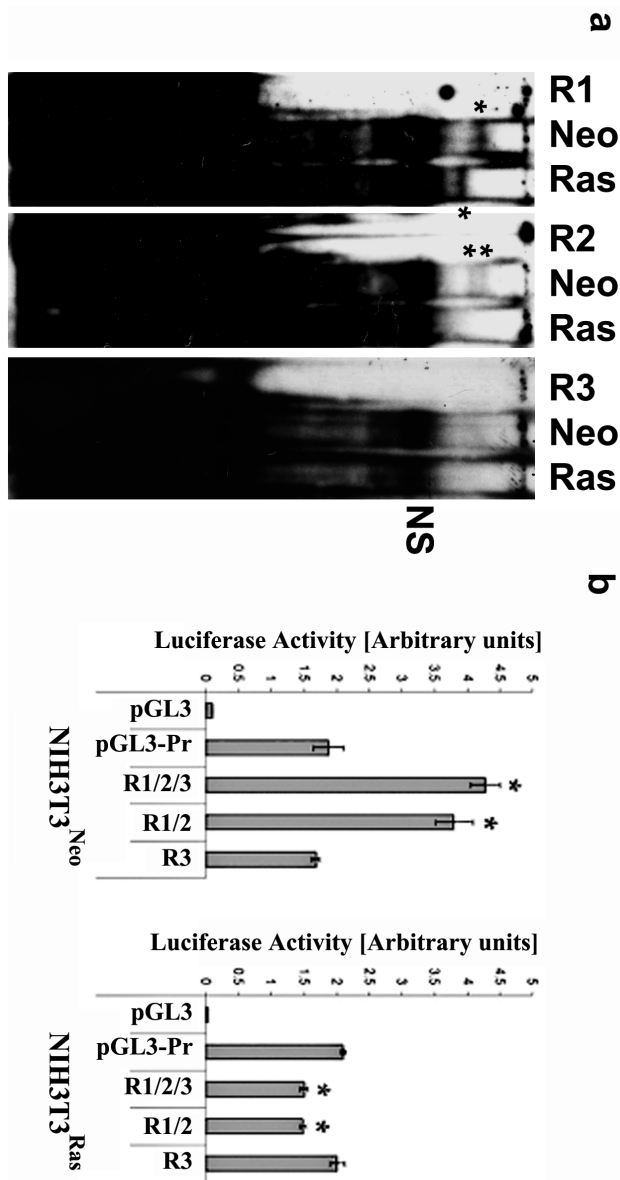 a
R1
Neo
Ras
*
R2
Neo
Ras
*
**
R3
Neo
Ras
NS
b
Luciferase Activity [Arbitrary units]
0 0.5 1 1.5 2 2.5 3 3.5 4 4.5 5
pGL3
pGL3-Pr
R1/2/3 *
R1/2 *
R3
NIH3T3Neo
Luciferase Activity [Arbitrary units]
0 0.5 1 1.5 2 2.5 3 3.5 4 4.5 5
pGL3
pGL3-Pr
R1/2/3 *
R1/2 *
R3
NIH3T3Ras